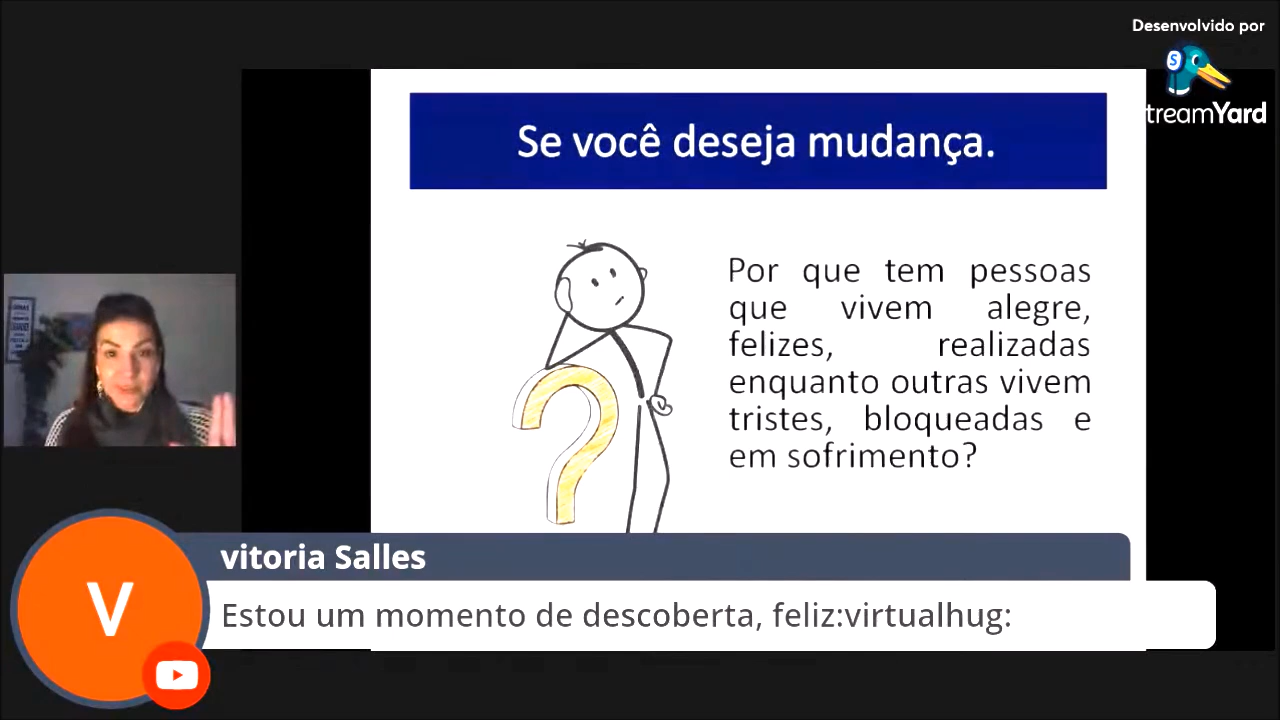 Desenvolvido por
treamYard
Se você deseja mudança.
Por que tem pessoas
que vivem alegre,
felizes, realizadas
enquanto outras vivem
tristes, bloqueadas e
em sofrimento?
V
vitoria Salles
Estou um momento de descoberta, feliz:virtualhug: